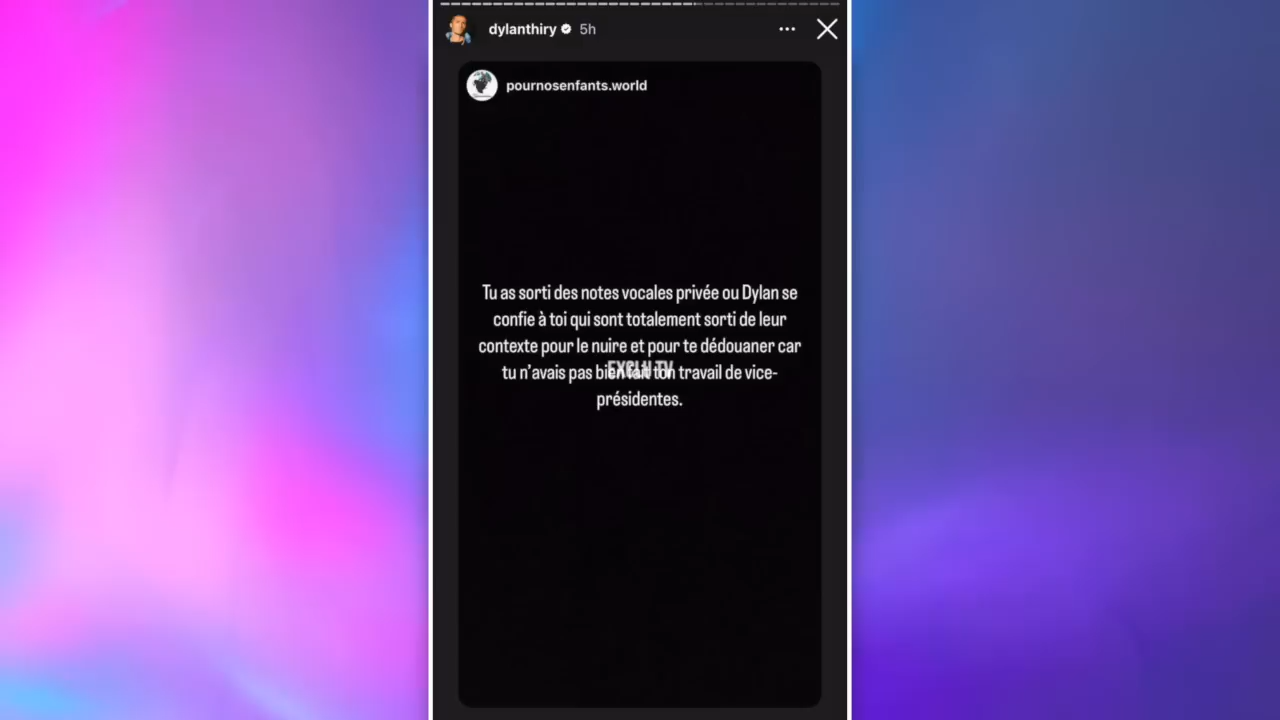 dylanthiry 5h
pournosenfants.world
Tu as sorti des notes vocales privée ou Dylan se
confie à toi qui sont totalement sorti de leur
contexte pour le nuire et pour te dédouaner car
tu n'avais pas bien fait ton travail de vice-
présidentes.
EXCLU TV